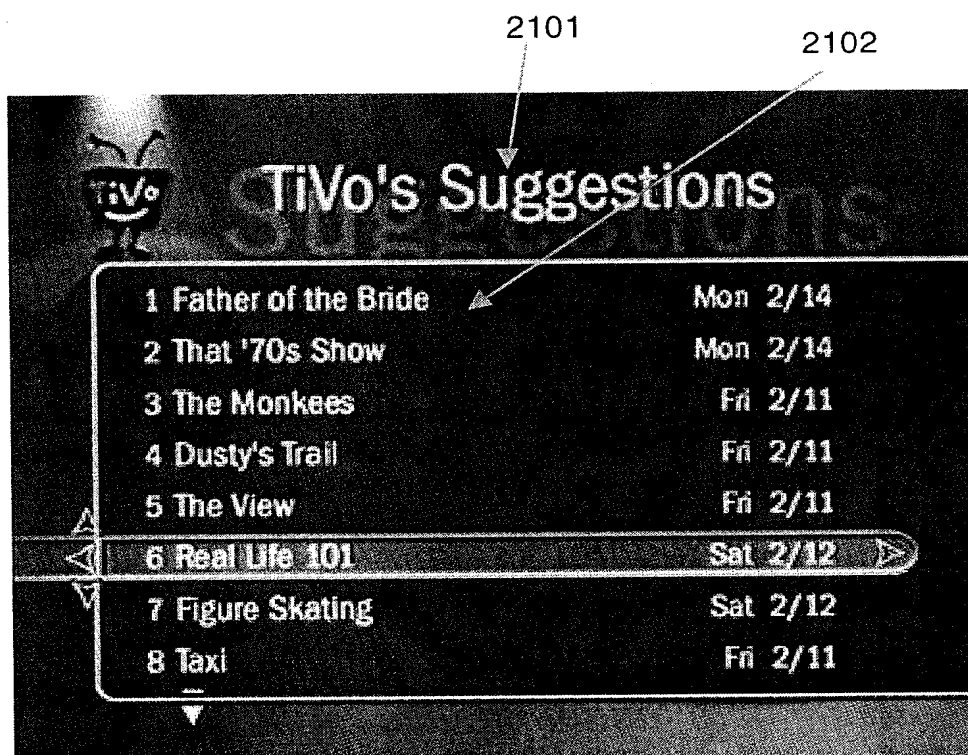 2101
2102
TiVo
TiVo's Suggestions
Suggestions
1 Father of the Bride Mon 2/14
2 That '70s Show Mon 2/14
3 The Monkees Fri 2/11
4 Dusty's Trail Fri 2/11
5 The View Fri 2/11
6 Real Life 101 Sat 2/12
7 Figure Skating Sat 2/12
8 Taxi Fri 2/11